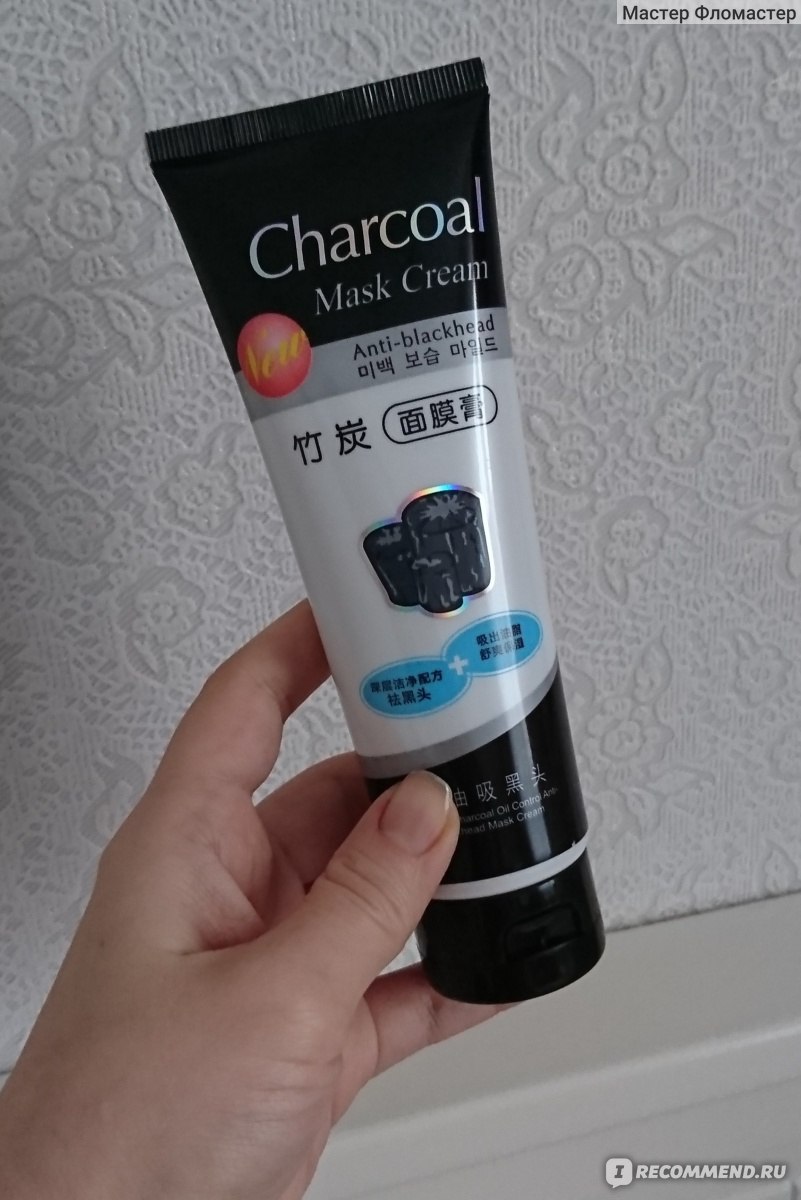 Мастер Фломастер
Charcoal
Mask Cream
New
Anti-blackhead
미백 보습 마일드
竹炭 面膜膏
吸出油脂
舒爽保湿
+
深层洁净配方
祛黑头
油吸黑头
harcoal Oil Control Anti-
head Mask Cream
IRECOMMEND.RU